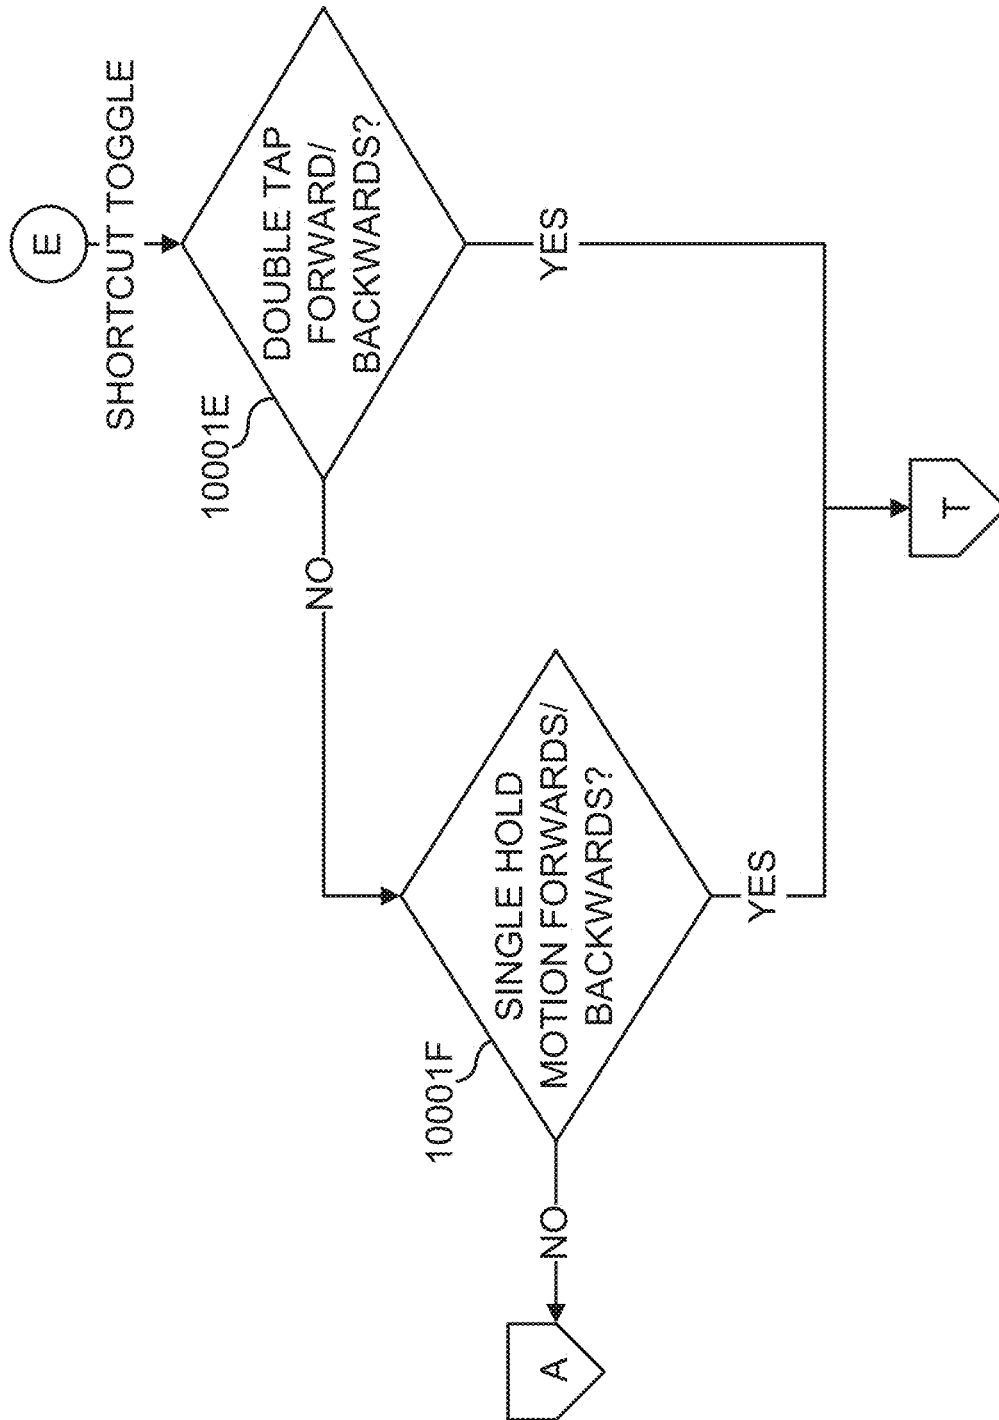 E
SHORTCUT TOGGLE
DOUBLE TAP
FORWARD/
BACKWARDS?
10001E
YES
NO
SINGLE HOLD
MOTION FORWARDS/
BACKWARDS?
10001F
YES
NO
A
T